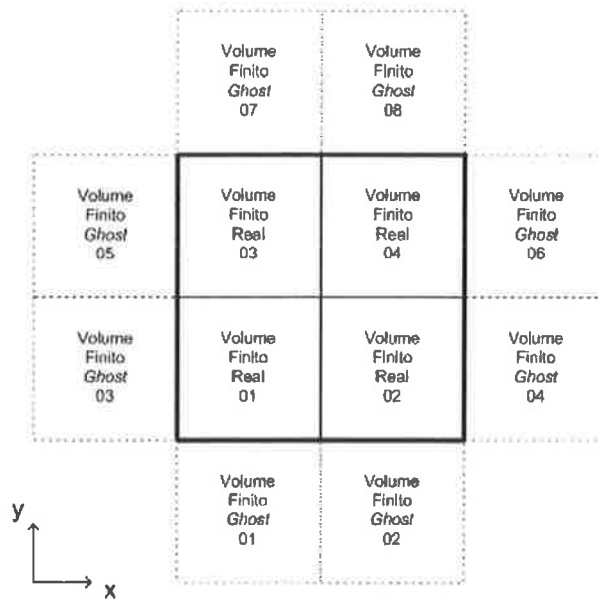 Volume
Finito
Ghost
07
Volume
Finito
Ghost
08
Volume
Finito
Ghost
05
Volume
Finito
Real
03
Volume
Finito
Real
04
Volume
Finito
Ghost
06
Volume
Finito
Ghost
03
Volume
Finito
Real
01
Volume
Finito
Real
02
Volume
Finito
Ghost
04
Volume
Finito
Ghost
01
Volume
Finito
Ghost
02
y
x